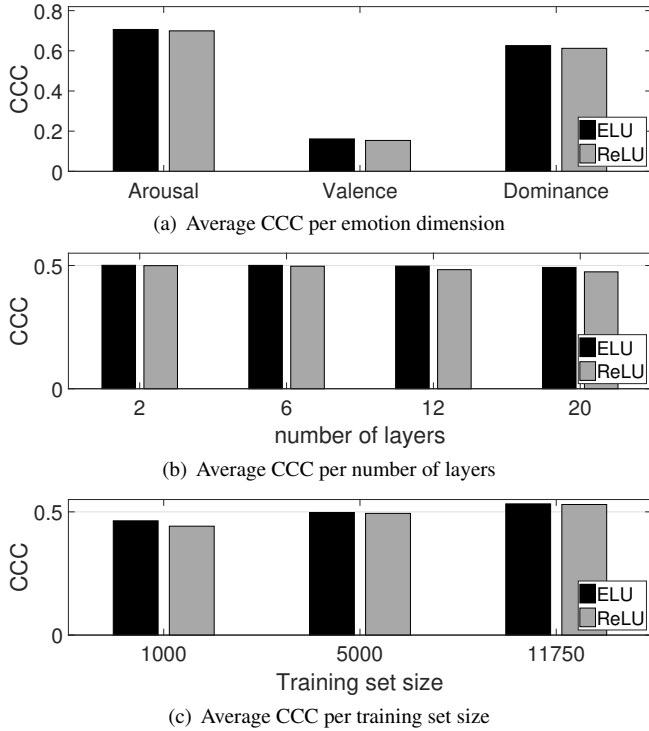 0.8
0.6
0.4
0.2
0
CCC
ELU
ReLU
Arousal Valence Dominance
(a) Average CCC per emotion dimension
0.5
0
CCC
ELU
ReLU
2 6 12 20
number of layers
(b) Average CCC per number of layers
0.5
0
CCC
ELU
ReLU
1000 5000 11750
Training set size
(c) Average CCC per training set size